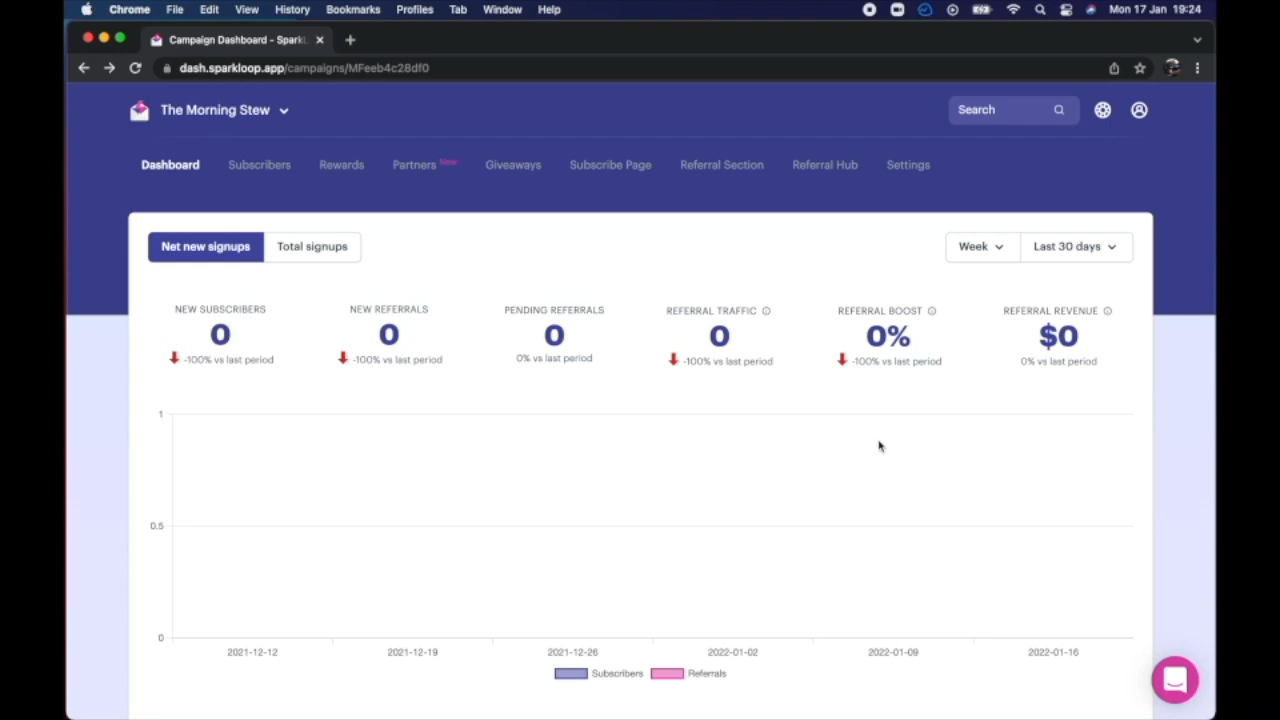 Chrome File Edit View History Bookmarks Profiles Tab Window Help Mon 17 Jan 19:24
Campaign Dashboard - SparkL
dash.sparkloop.app/campaigns/MFeeb4c28df0
The Morning Stew Search
Dashboard Subscribers Rewards Partners New Giveaways Subscribe Page Referral Section Referral Hub Settings
Net new signups Total signups Week Last 30 days
NEW SUBSCRIBERS NEW REFERRALS PENDING REFERRALS REFERRAL TRAFFIC REFERRAL BOOST REFERRAL REVENUE
0 0 0 0 0% $0
-100% vs last period -100% vs last period 0% vs last period -100% vs last period -100% vs last period 0% vs last period
1
0.5
0
2021-12-12 2021-12-19 2021-12-26 2022-01-02 2022-01-09 2022-01-16
Subscribers Referrals